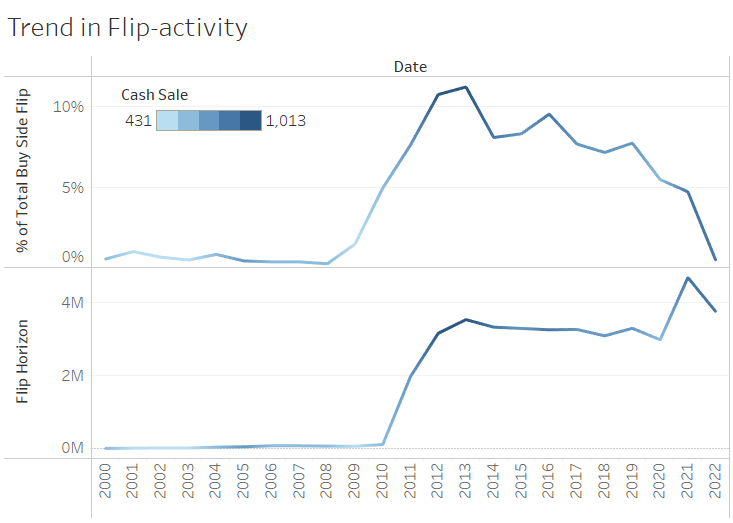 Trend in Flip-activity
Date
Cash Sale
431 1,013
% of Total Buy Side Flip
10%
5%
0%
Flip Horizon
4M
2M
0M
2000 2001 2002 2003 2004 2005 2006 2007 2008 2009 2010 2011 2012 2013 2014 2015 2016 2017 2018 2019 2020 2021 2022